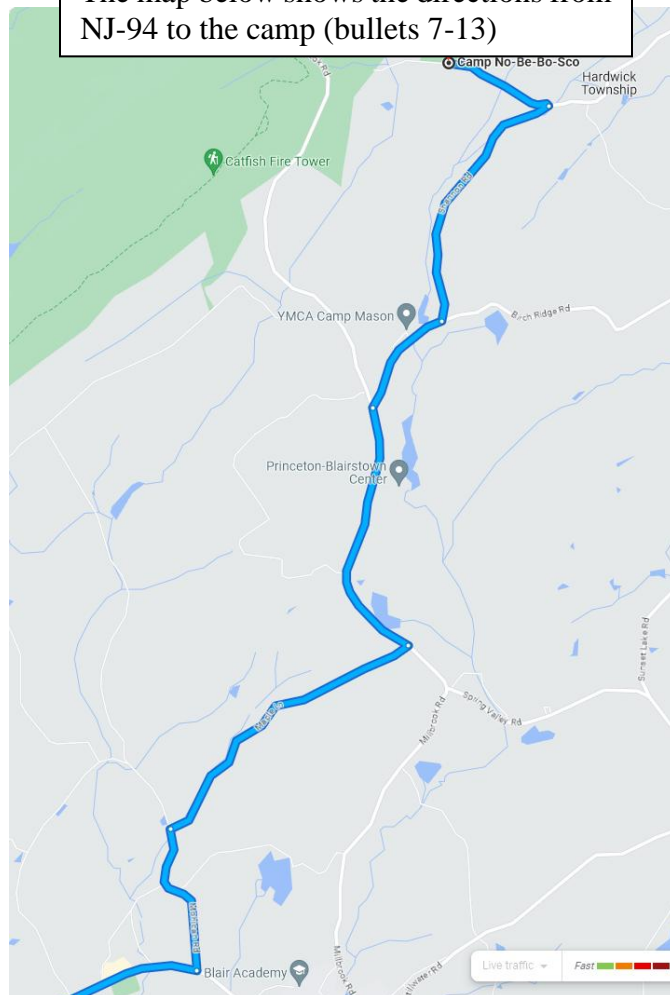 The map below shows the directions from
NJ-94 to the camp (bullets 7-13)
Camp No-Be-Bo-Sco
Hardwick
Township
Catfish Fire Tower
YMCA Camp Mason
Birch Ridge Rd
Princeton-Blairstown
Center
Sunset Lake Rd
Millbrook Rd
Spring Valley Rd
Blair Academy
Millbrook Rd
Live traffic
Fast